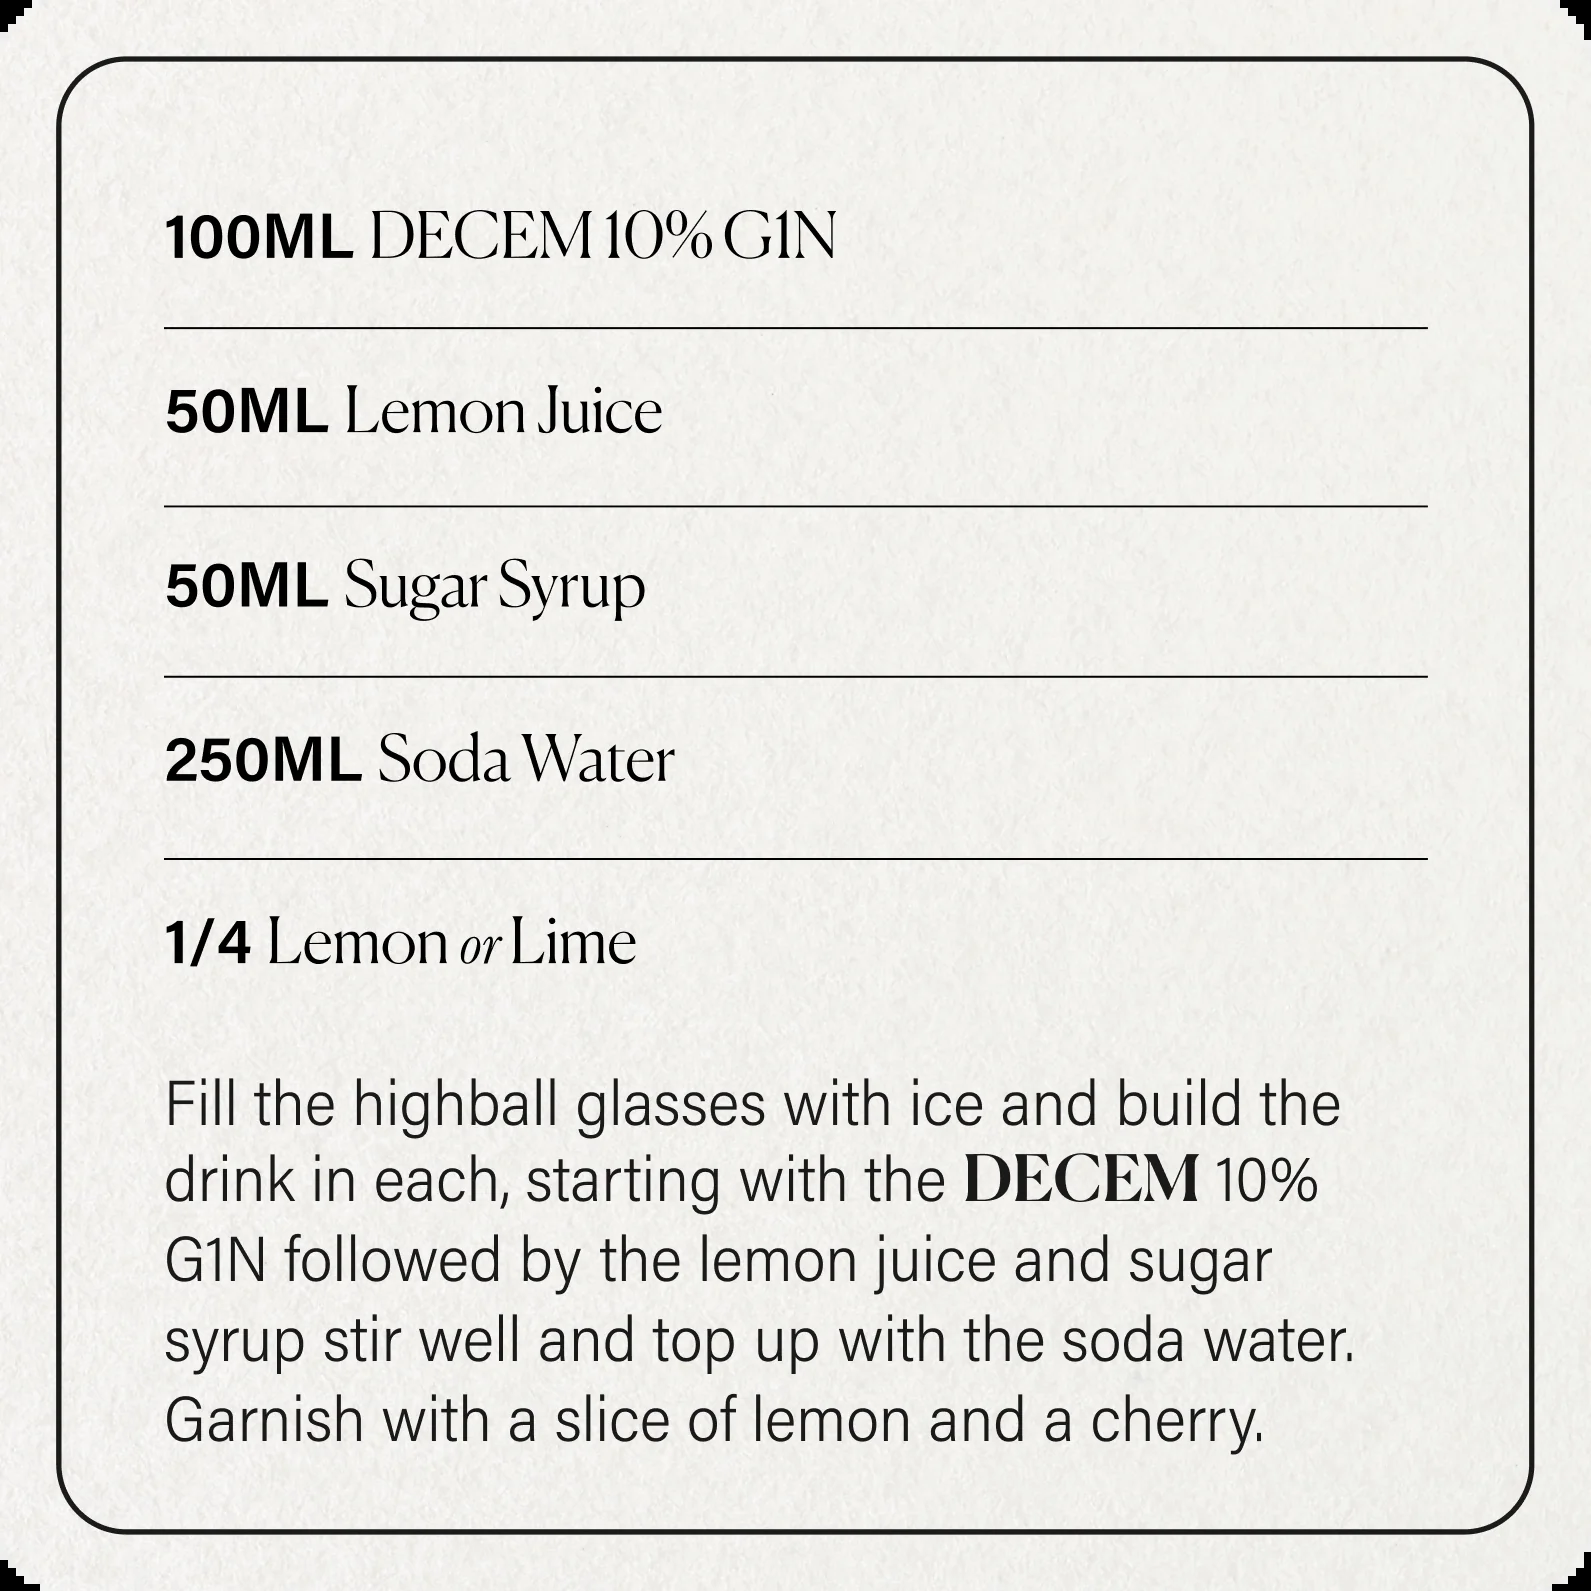 100ML DECEM 10% G1N
50ML Lemon Juice
50ML Sugar Syrup
250ML Soda Water
1/4 Lemon or Lime
Fill the highball glasses with ice and build the
drink in each, starting with the DECEM 10%
G1N followed by the lemon juice and sugar
syrup stir well and top up with the soda water.
Garnish with a slice of lemon and a cherry.